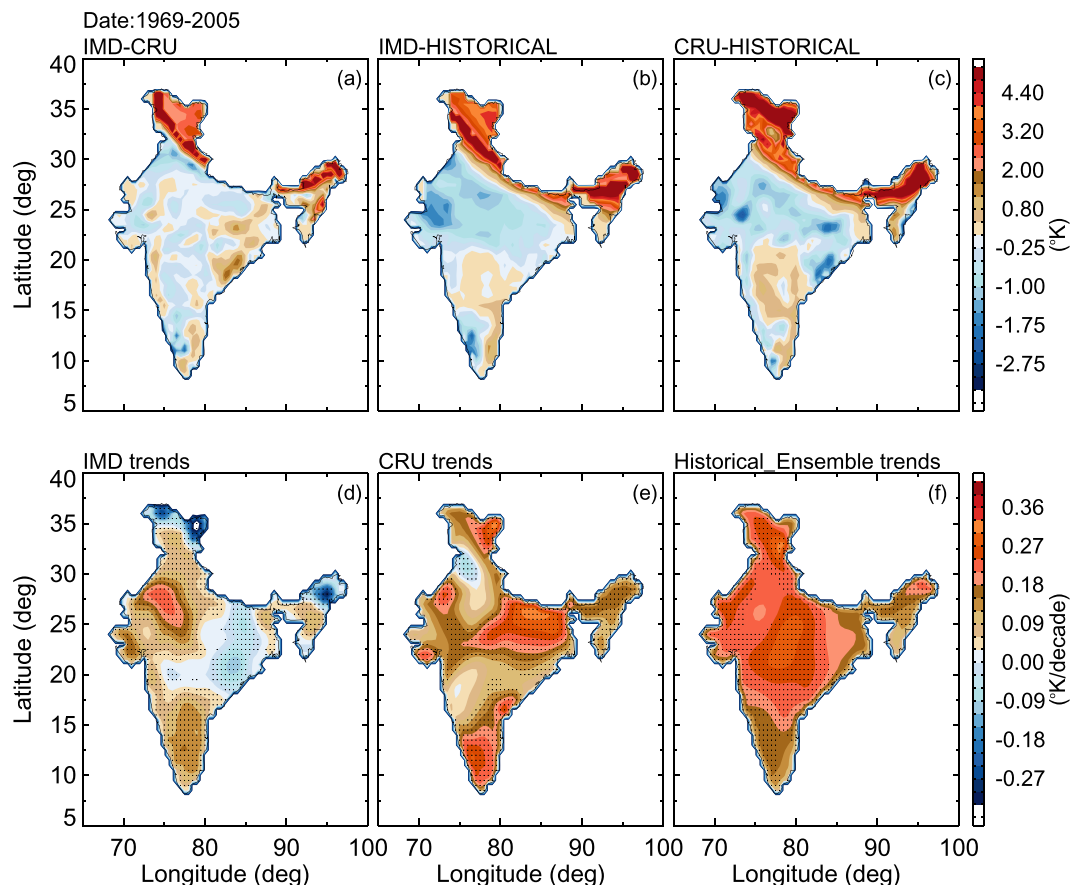 Date:1969-2005
IMD-CRU IMD-HISTORICAL CRU-HISTORICAL
(a) (b) (c)
40
35
30
25
20
15
10
5
Latitude (deg)
4.40
3.20
2.00
0.80
-0.25
-1.00
-1.75
-2.75
(°K)
IMD trends CRU trends Historical_Ensemble trends
(d) (e) (f)
40
35
30
25
20
15
10
5
Latitude (deg)
0.36
0.27
0.18
0.09
0.00
-0.09
-0.18
-0.27
(°K/decade)
70 80 90 100 70 80 90 100 70 80 90 100
Longitude (deg) Longitude (deg) Longitude (deg)